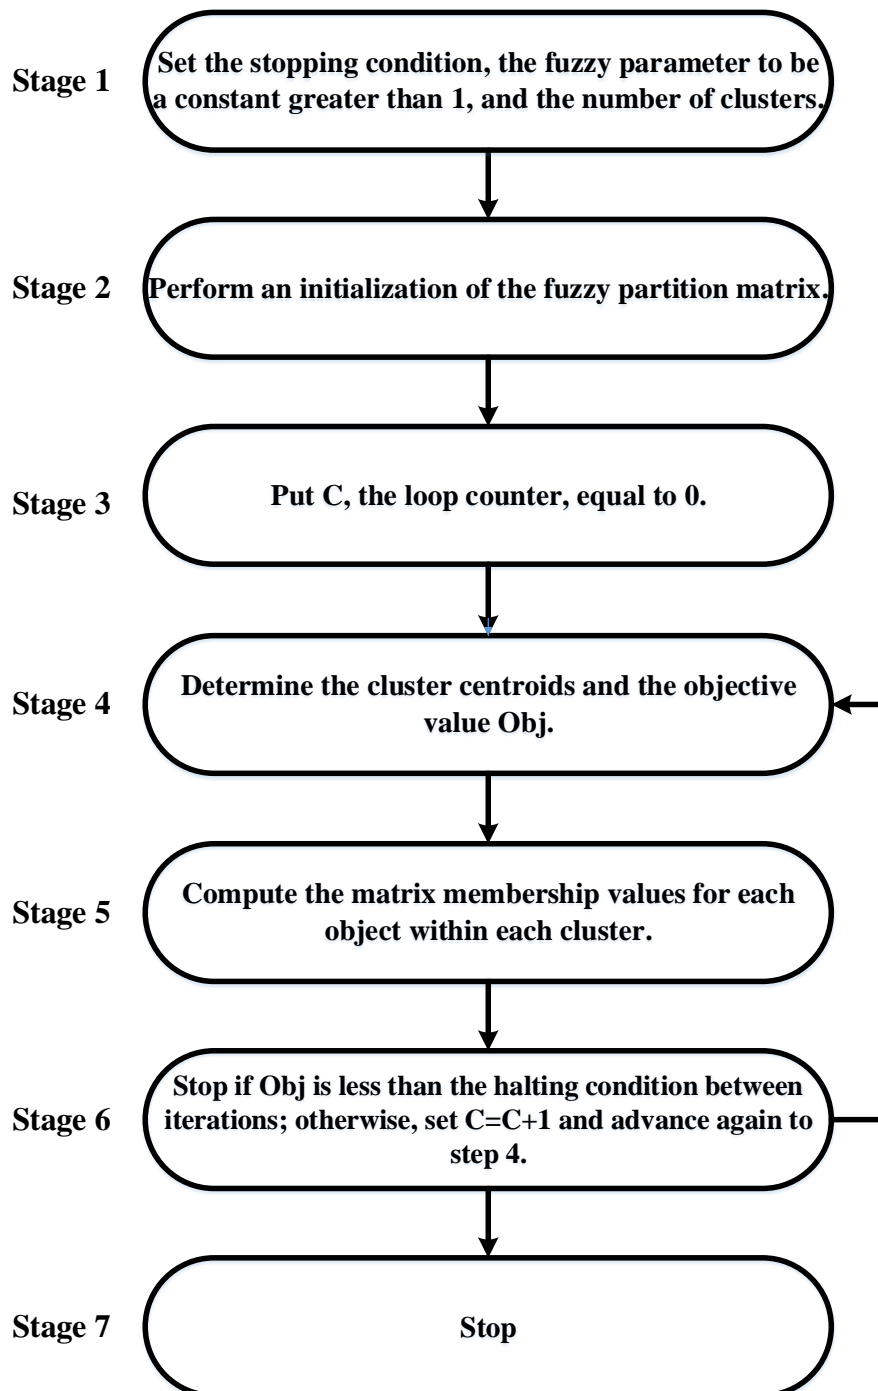 Stage 1
Set the stopping condition, the fuzzy parameter to be
a constant greater than 1, and the number of clusters.
Stage 2
Perform an initialization of the fuzzy partition matrix.
Stage 3
Put C, the loop counter, equal to 0.
Stage 4
Determine the cluster centroids and the objective
value Obj.
Stage 5
Compute the matrix membership values for each
object within each cluster.
Stage 6
Stop if Obj is less than the halting condition between
iterations; otherwise, set C=C+1 and advance again to
step 4.
Stage 7
Stop